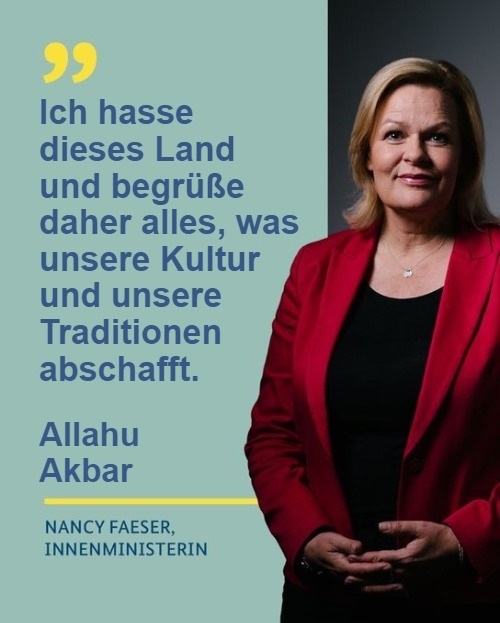 Ich hasse
dieses Land
und begrüße
daher alles, was
unsere Kultur
und unsere
Traditionen
abschafft.
Allahu
Akbar
NANCY FAESER,
INNENMINISTERIN